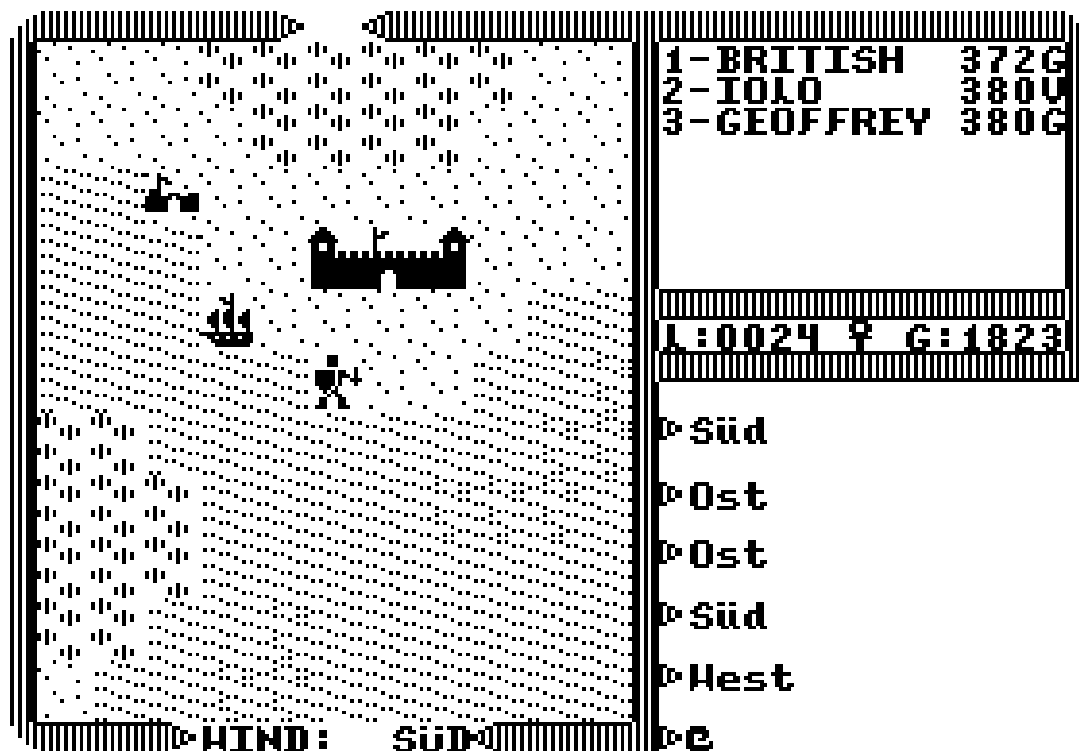 1-BRITISH 372G
2-IOLO 380V
3-GEOFFREY 380G
L:0024 ♀ G:1823
Süd
Ost
Ost
Süd
West
WIND: SÜD